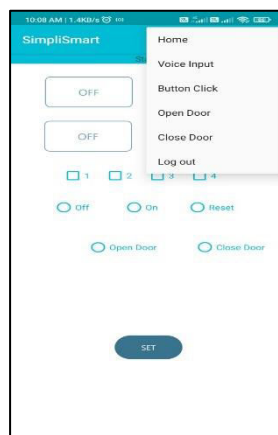 10:08 AM | 1.4KB/s
SimpliSmart
Home
Voice Input
Button Click
Open Door
Close Door
Log out
OFF
OFF
1 2 3 4
Off On Reset
Open Door Close Door
SET